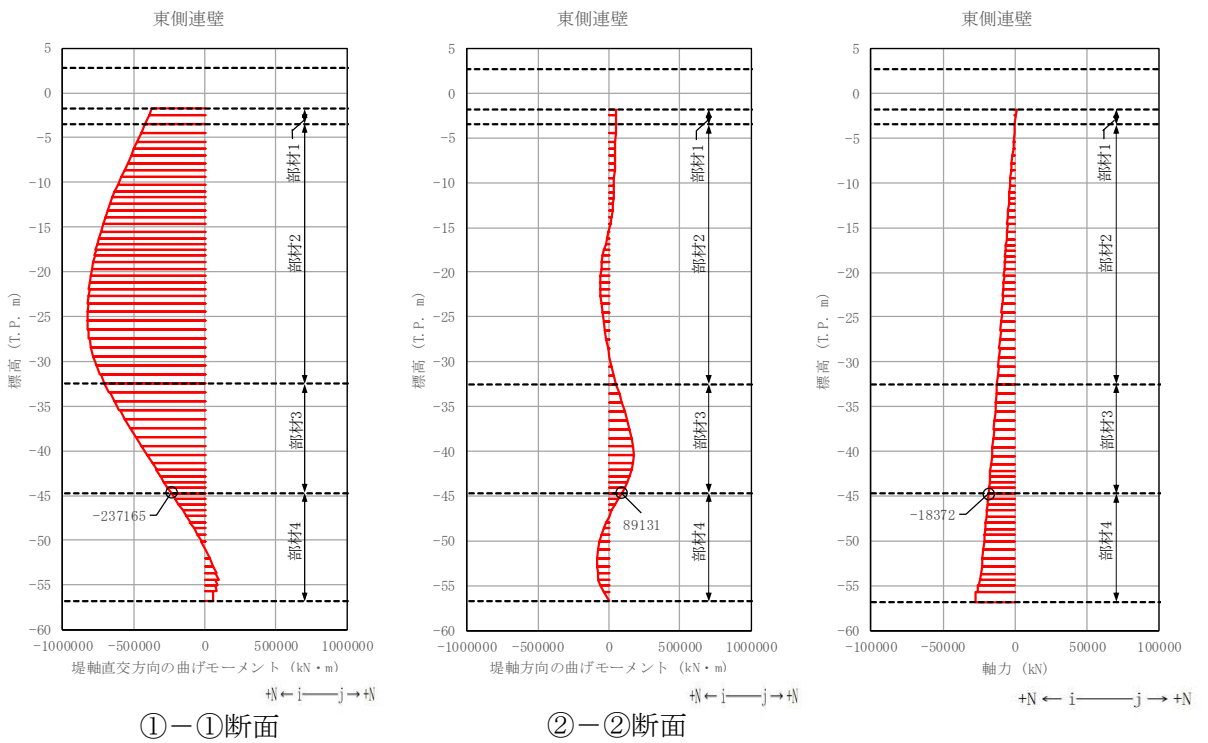 東側連壁
5
0
-5
-10
-15
-20
-25
-30
-35
-40
-45
-50
-55
-60
標高 (T.P. m)
部材1
部材2
部材3
部材4
-237165
-1000000 -500000 0 500000 1000000
堤軸直交方向の曲げモーメント (kN・m)
+N ← i ── j → +N
①－①断面
東側連壁
5
0
-5
-10
-15
-20
-25
-30
-35
-40
-45
-50
-55
-60
標高 (T.P. m)
部材1
部材2
部材3
部材4
89131
-1000000 -500000 0 500000 1000000
堤軸方向の曲げモーメント (kN・m)
+N ← i ── j → +N
②－②断面
東側連壁
5
0
-5
-10
-15
-20
-25
-30
-35
-40
-45
-50
-55
-60
標高 (T.P. m)
部材1
部材2
部材3
部材4
-18372
-100000 -50000 0 50000 100000
軸力 (kN)
+N ← i ── j → +N